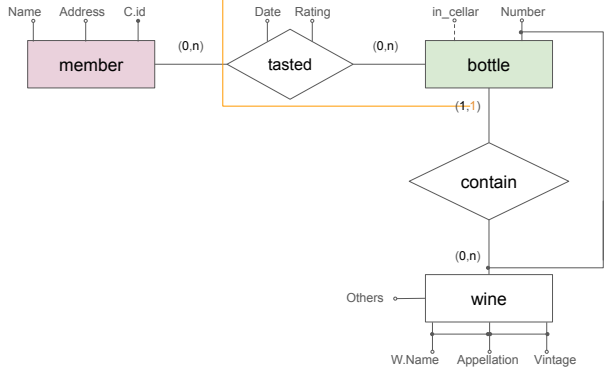 Name Address C.id Date Rating in_cellar Number
(0,n) (0,n)
member tasted bottle
(1,1)
contain
(0,n)
Others wine
W.Name Appellation Vintage